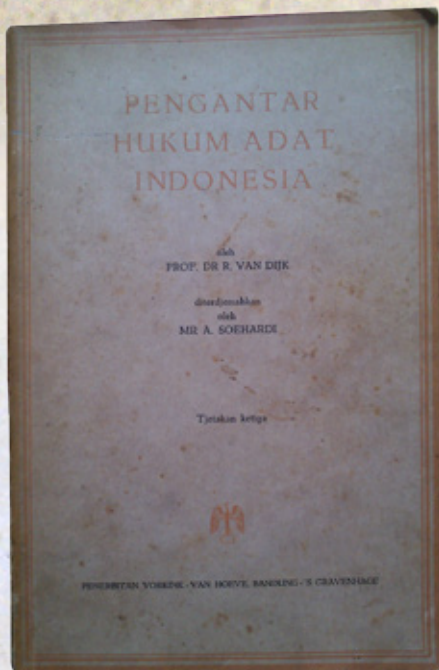 PENGANTAR
HUKUM ADAT
INDONESIA
oleh
PROF. DR R. VAN DIJK
diterdjemahkan
oleh
MR A. SOEHARDI
Tjetakan ketiga
PENERBITAN VORKINK - VAN HOEVE, BANDUNG - 'S GRAVENHAGE